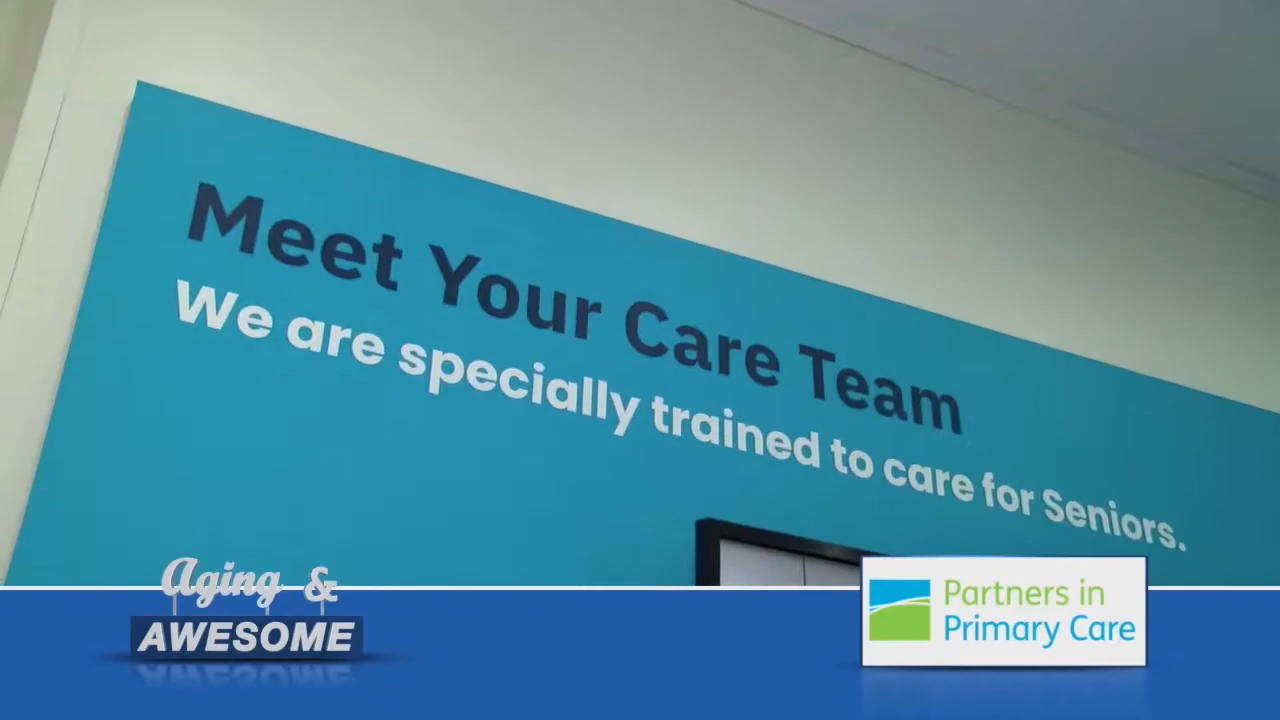 Meet Your Care Team
We are specially trained to care for Seniors.
Aging &
AWESOME
Partners in
Primary Care